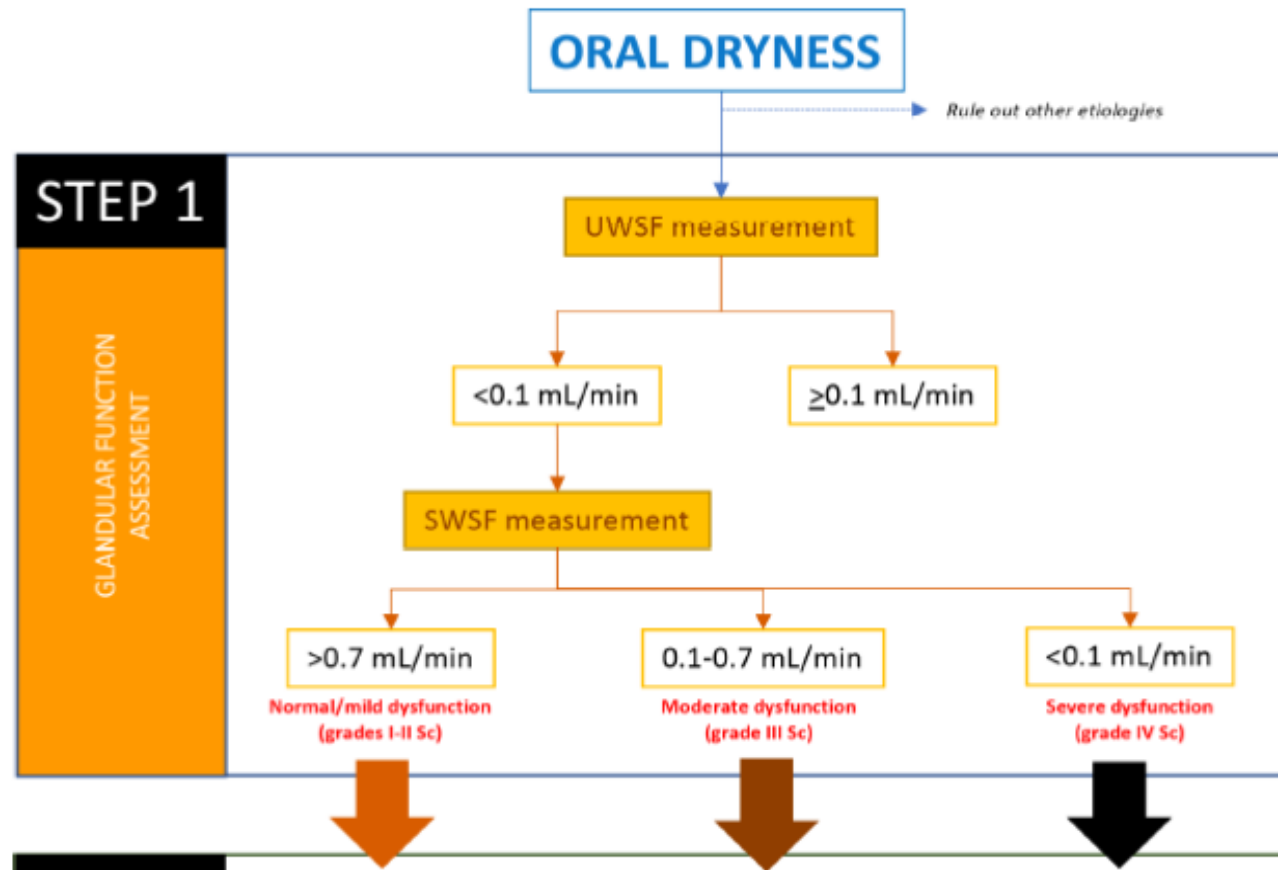 ORAL DRYNESS
Rule out other etiologies
STEP 1
GLANDULAR FUNCTION
ASSESSMENT
UWSF measurement
<0.1 mL/min
≥0.1 mL/min
SWSF measurement
>0.7 mL/min
0.1-0.7 mL/min
<0.1 mL/min
Normal/mild dysfunction
(grades I-II Sc)
Moderate dysfunction
(grade III Sc)
Severe dysfunction
(grade IV Sc)